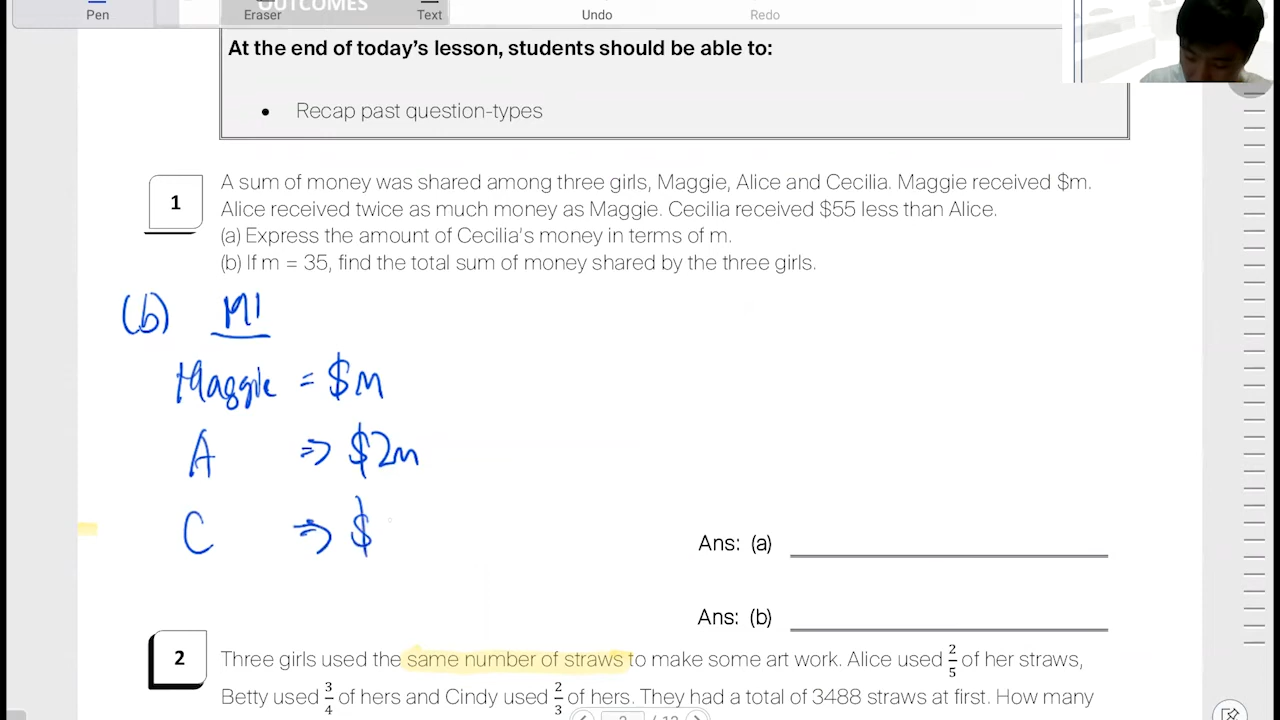 OUTCOMES
Pen Eraser Text Undo Redo
At the end of today's lesson, students should be able to:
• Recap past question-types
1
A sum of money was shared among three girls, Maggie, Alice and Cecilia. Maggie received $m.
Alice received twice as much money as Maggie. Cecilia received $55 less than Alice.
(a) Express the amount of Cecilia's money in terms of m.
(b) If m = 35, find the total sum of money shared by the three girls.
(b) M1
Maggie = $m
A ⇒ $2m
C ⇒ $
Ans: (a)
Ans: (b)
2
Three girls used the same number of straws to make some art work. Alice used 2/5 of her straws,
Betty used 3/4 of hers and Cindy used 2/3 of hers. They had a total of 3488 straws at first. How many